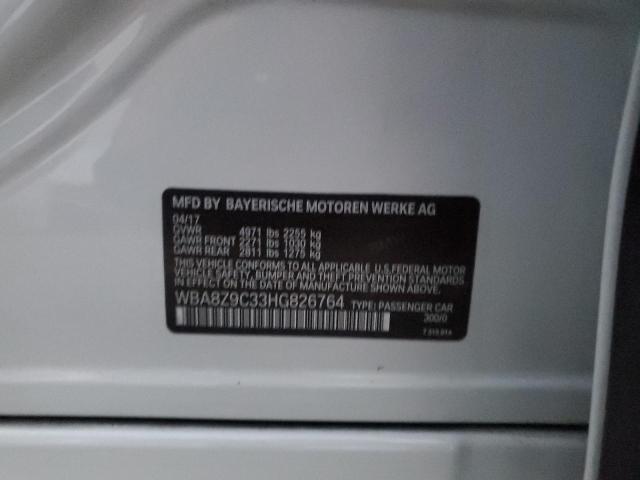 MFD BY BAYERISCHE MOTOREN WERKE AG
04/17
GVWR 4971 lbs 2255 kg
GAWR FRONT 2271 lbs 1030 kg
GAWR REAR 2811 lbs 1275 kg
THIS VEHICLE CONFORMS TO ALL APPLICABLE U.S. FEDERAL MOTOR
VEHICLE SAFETY, BUMPER AND THEFT PREVENTION STANDARDS
IN EFFECT ON THE DATE OF MANUFACTURE SHOWN ABOVE.
WBA8Z9C33HG826764 TYPE: PASSENGER CAR
300/0